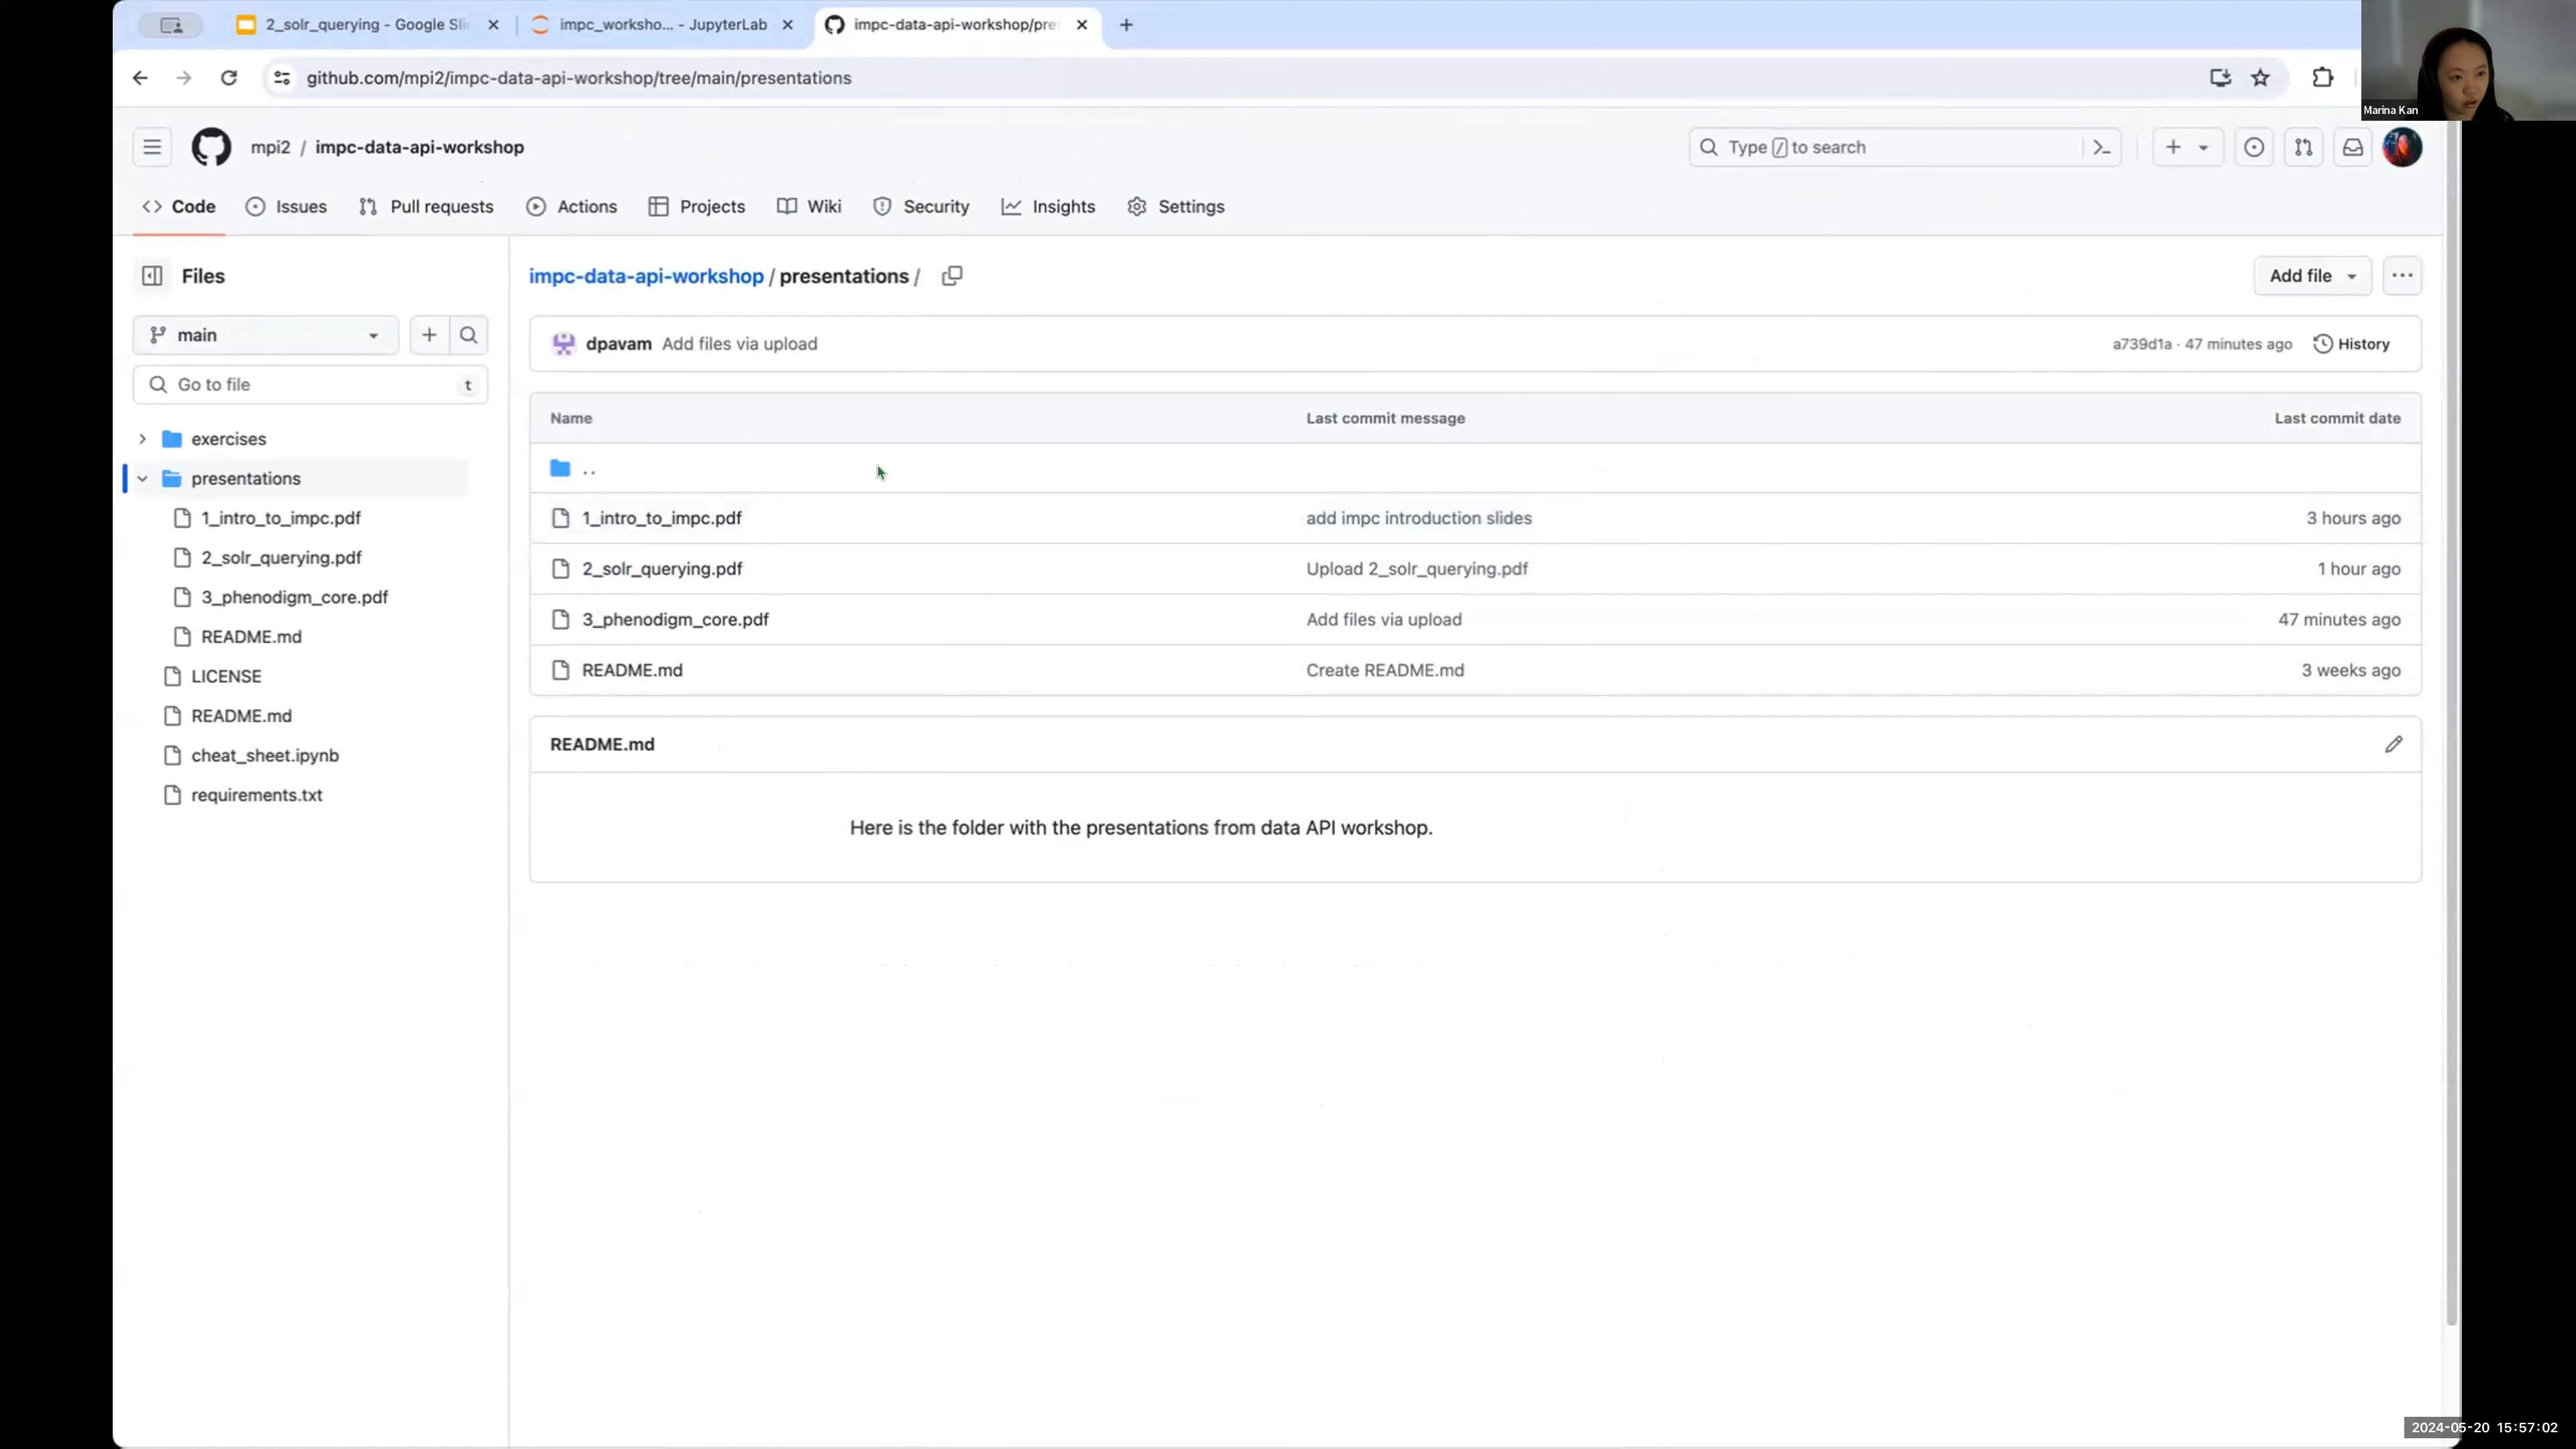 2_solr_querying - Google Sli
impc_worksho... - JupyterLab
impc-data-api-workshop/pre
github.com/mpi2/impc-data-api-workshop/tree/main/presentations
Marina Kan
mpi2 / impc-data-api-workshop
Type / to search
Code
Issues
Pull requests
Actions
Projects
Wiki
Security
Insights
Settings
Files
main
Go to file
t
exercises
presentations
1_intro_to_impc.pdf
2_solr_querying.pdf
3_phenodigm_core.pdf
README.md
LICENSE
README.md
cheat_sheet.ipynb
requirements.txt
impc-data-api-workshop / presentations /
Add file
dpavam Add files via upload
a739d1a · 47 minutes ago
History
Name Last commit message Last commit date
..
1_intro_to_impc.pdf add impc introduction slides 3 hours ago
2_solr_querying.pdf Upload 2_solr_querying.pdf 1 hour ago
3_phenodigm_core.pdf Add files via upload 47 minutes ago
README.md Create README.md 3 weeks ago
README.md
Here is the folder with the presentations from data API workshop.
2024-05-20 15:57:02